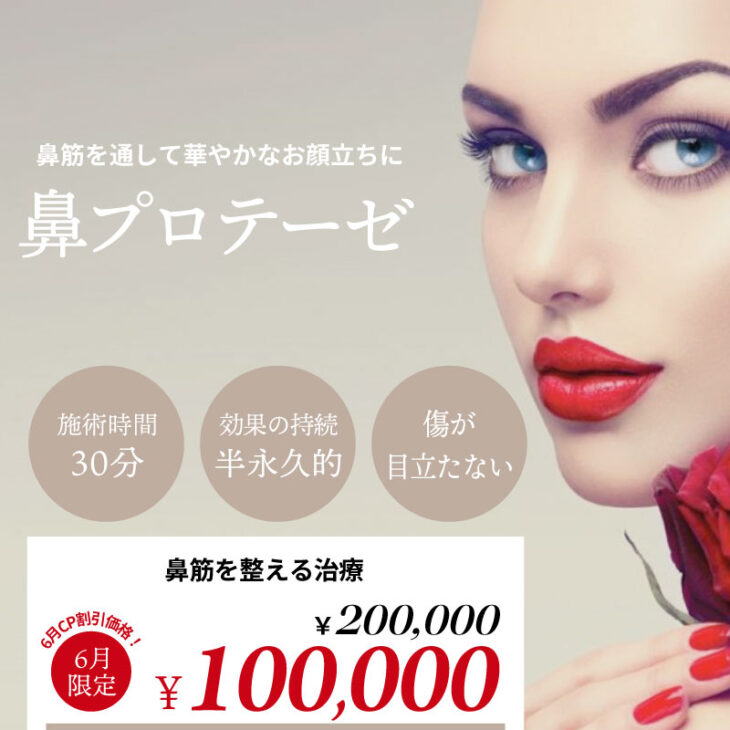 鼻筋を通して華やかなお顔立ちに
鼻プロテーゼ
施術時間
30分
効果の持続
半永久的
傷が
目立たない
鼻筋を整える治療
6月CP割引価格！
6月
限定
¥200,000
¥100,000